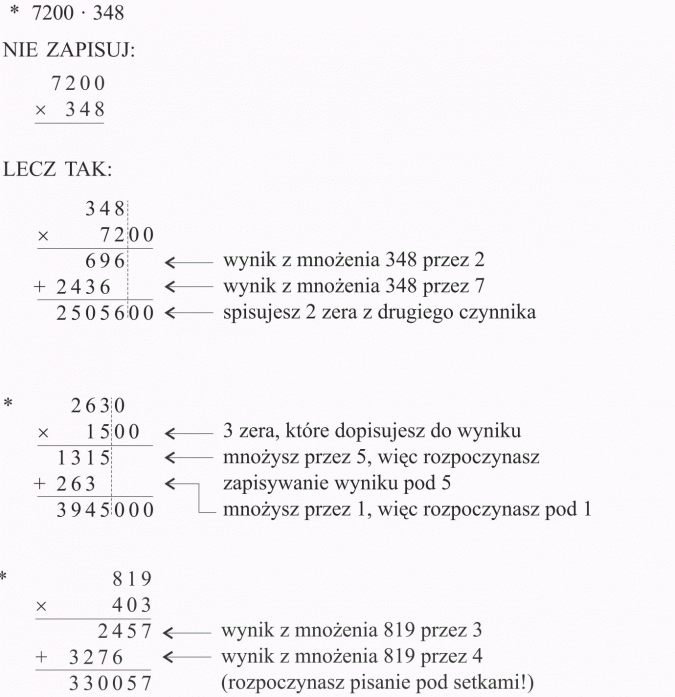 * 7200 · 348
NIE ZAPISUJ:
7200
× 348
LECZ TAK:
348
× 7200
696 ← wynik z mnożenia 348 przez 2
+ 2436 ← wynik z mnożenia 348 przez 7
2505600 ← spisujesz 2 zera z drugiego czynnika
* 2630
× 1500 ← 3 zera, które dopisujesz do wyniku
1315 ← mnożysz przez 5, więc rozpoczynasz
+ 263 ← zapisywanie wyniku pod 5
3945000 mnożysz przez 1, więc rozpoczynasz pod 1
* 819
× 403
2457 ← wynik z mnożenia 819 przez 3
+ 3276 ← wynik z mnożenia 819 przez 4
330057 (rozpoczynasz pisanie pod setkami!)